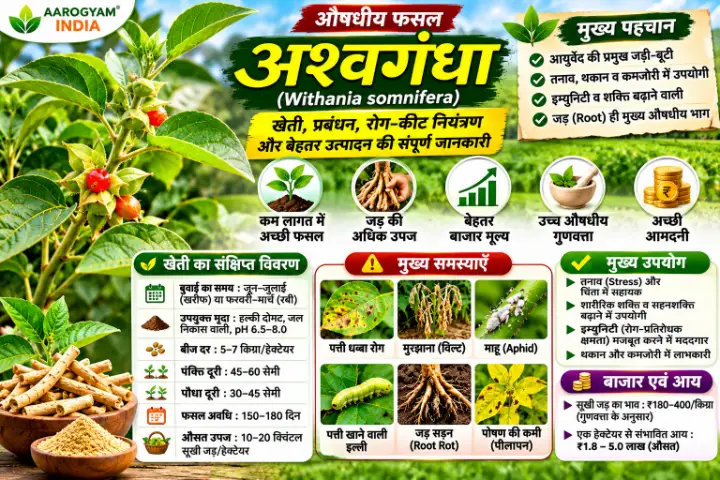 AAROGYAM®
INDIA
औषधीय फसल
अश्वगंधा
(Withania somnifera)
खेती, प्रबंधन, रोग-कीट नियंत्रण
और बेहतर उत्पादन की संपूर्ण जानकारी
मुख्य पहचान
आयुर्वेद की प्रमुख जड़ी-बूटी
तनाव, थकान व कमजोरी में उपयोगी
इम्युनिटी व शक्ति बढ़ाने वाली
जड़ (Root) ही मुख्य औषधीय भाग
कम लागत में
अच्छी फसल
जड़ की
अधिक उपज
बेहतर
बाजार मूल्य
उच्च औषधीय
गुणवत्ता
अच्छी
आमदनी
खेती का संक्षिप्त विवरण
बुवाई का समय : जून-जुलाई
(खरीफ) या फरवरी-मार्च (रबी)
उपयुक्त मृदा : हल्की दोमट, जल
निकास वाली, pH 6.5–8.0
बीज दर : 5–7 किग्रा/हेक्टेयर
पंक्ति दूरी : 45–60 सेमी
पौधा दूरी : 30–45 सेमी
फसल अवधि : 150–180 दिन
औसत उपज : 10–20 क्विंटल
सूखी जड़/हेक्टेयर
मुख्य समस्याएँ
पत्ती धब्बा रोग
मुरझाना (विल्ट)
माहू (Aphid)
पत्ती खाने वाली
इल्ली
जड़ सड़न
(Root Rot)
पोषण की कमी
(पीलापन)
मुख्य उपयोग
तनाव (Stress) और
चिंता में सहायक
शारीरिक शक्ति व सहनशक्ति
बढ़ाने में उपयोगी
इम्युनिटी (रोग-प्रतिरोधक
क्षमता) मजबूत करने में मददगार
थकान और कमजोरी में लाभकारी
बाजार एवं आय
सूखी जड़ का भाव : ₹180–400/किग्रा
(गुणवत्ता के अनुसार)
एक हेक्टेयर से संभावित आय :
₹1.8 – 5.0 लाख (औसत)